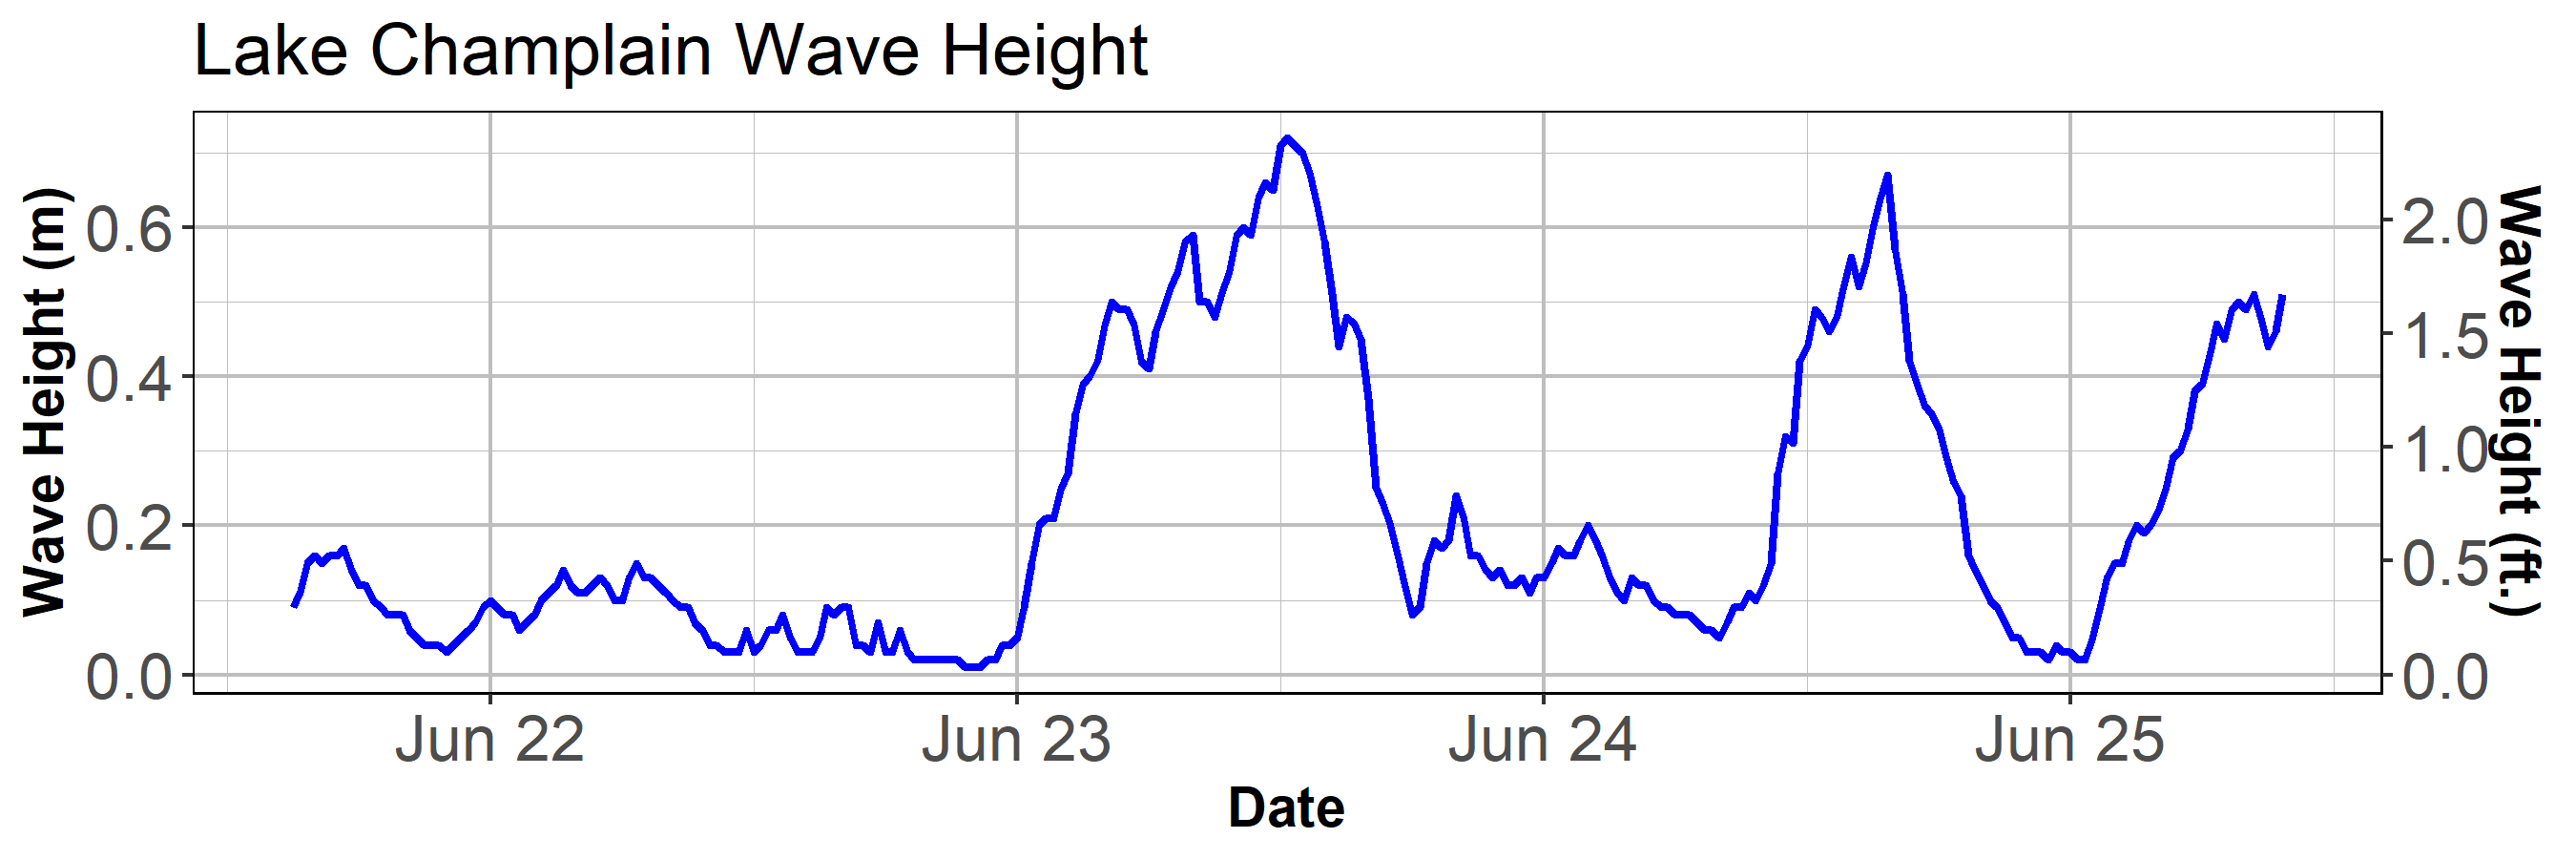 Lake Champlain Wave Height
Wave Height (m)
0.6
0.4
0.2
0.0
2.0
1.5
1.0
0.5
0.0
Wave Height (ft.)
Jun 22
Jun 23
Jun 24
Jun 25
Date